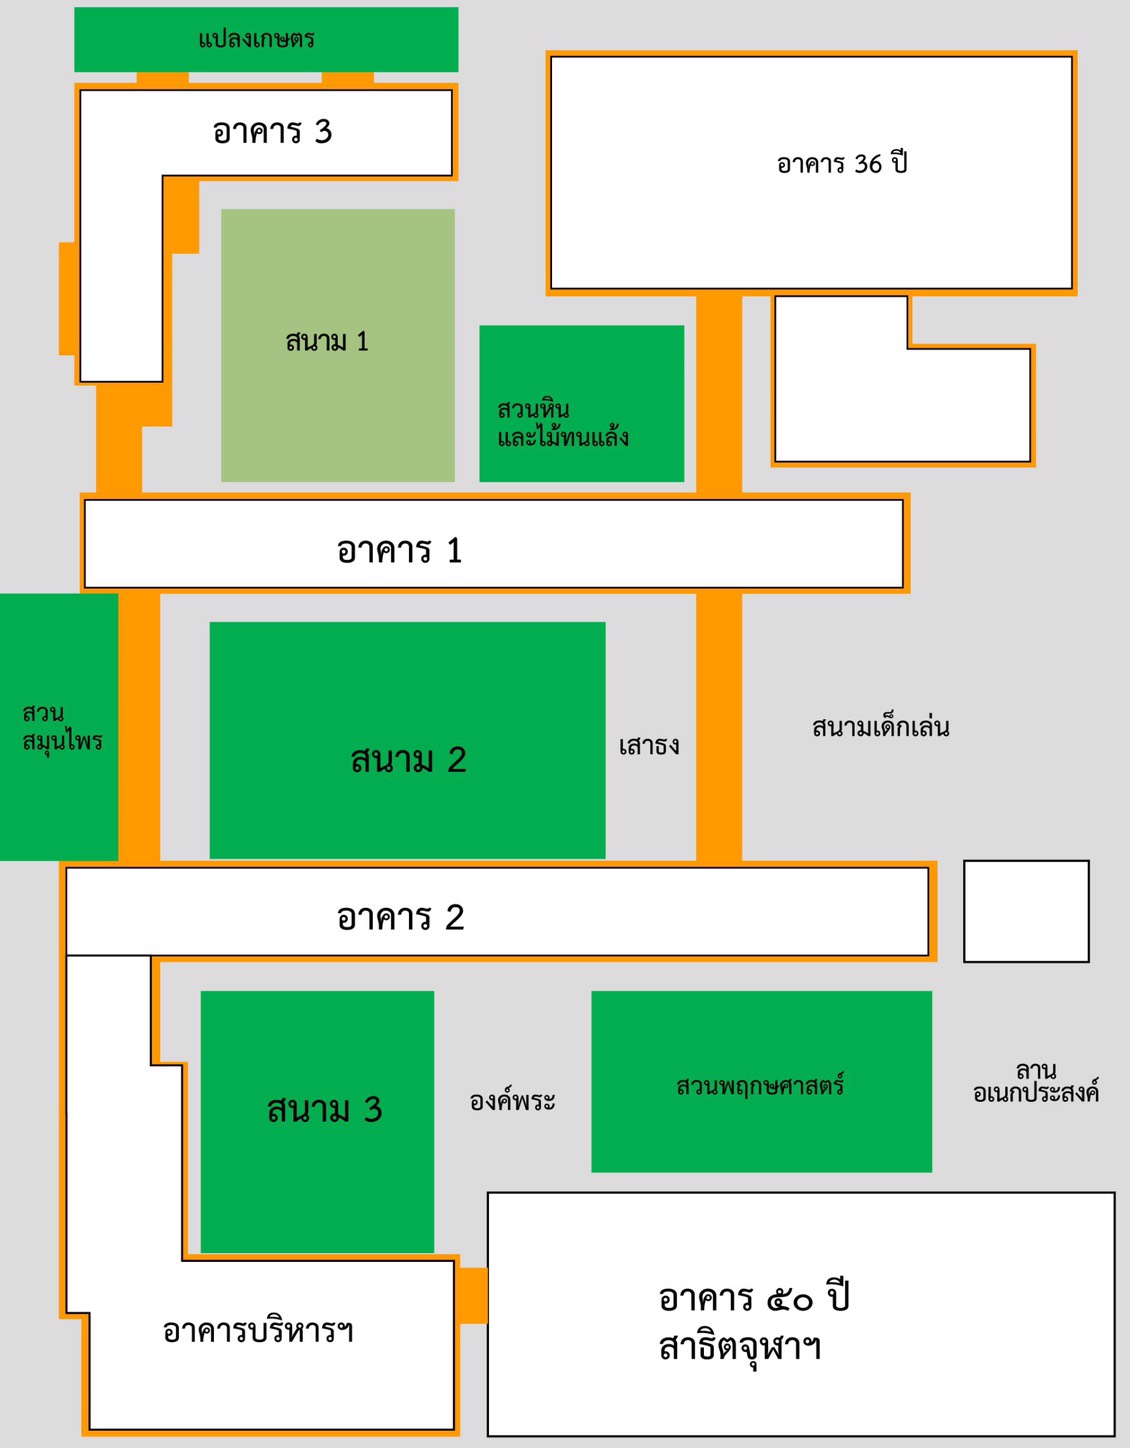 แปลงเกษตร
อาคาร 3
อาคาร 36 ปี
สนาม 1
สวนหิน
และไม้ทนแล้ง
อาคาร 1
สวน
สมุนไพร
สนาม 2
เสาธง
สนามเด็กเล่น
อาคาร 2
สนาม 3
องค์พระ
สวนพฤกษศาสตร์
ลาน
อเนกประสงค์
อาคารบริหารฯ
อาคาร ๕๐ ปี
สาธิตจุฬาฯ